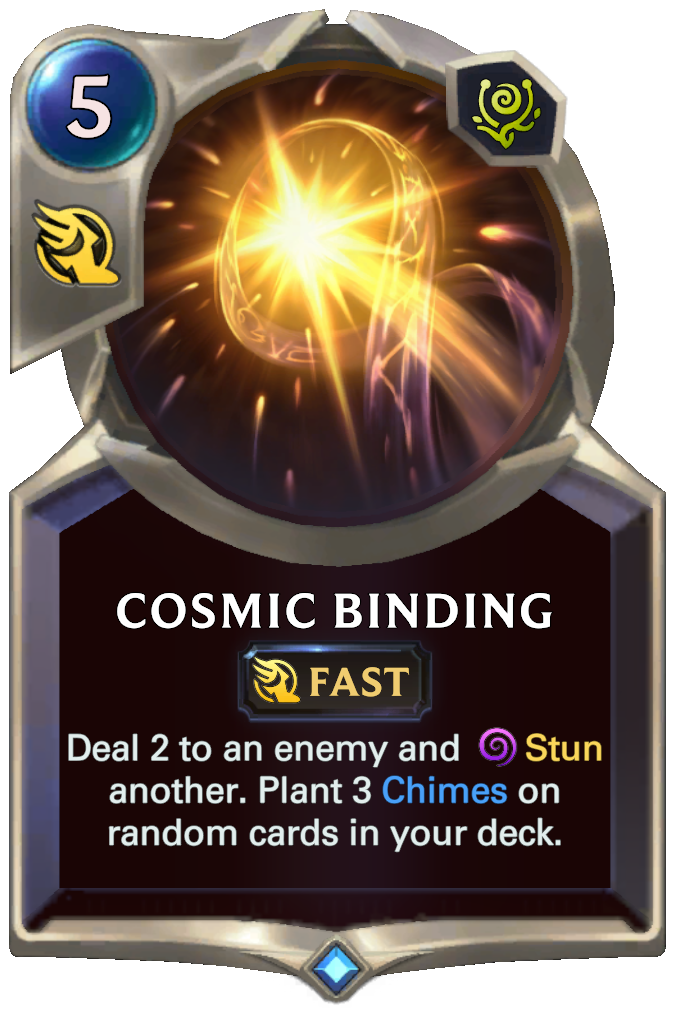 5
COSMIC BINDING
FAST
Deal 2 to an enemy and Stun
another. Plant 3 Chimes on
random cards in your deck.